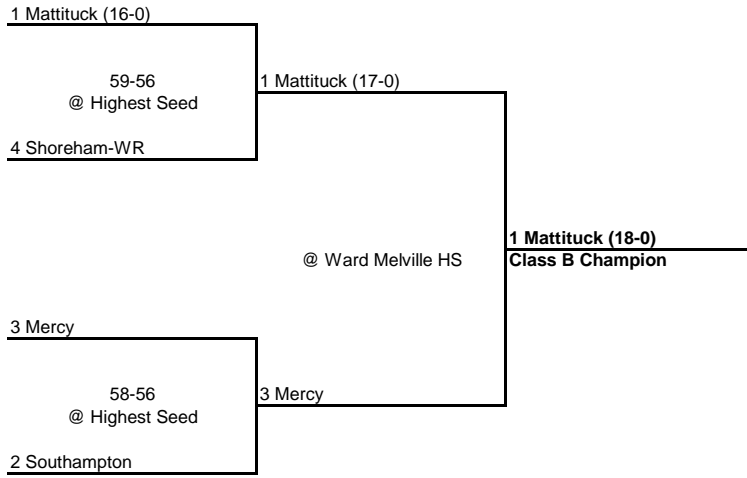 1 Mattituck (16-0)
59-56
@ Highest Seed
1 Mattituck (17-0)
4 Shoreham-WR
@ Ward Melville HS
1 Mattituck (18-0)
Class B Champion
3 Mercy
58-56
@ Highest Seed
3 Mercy
2 Southampton